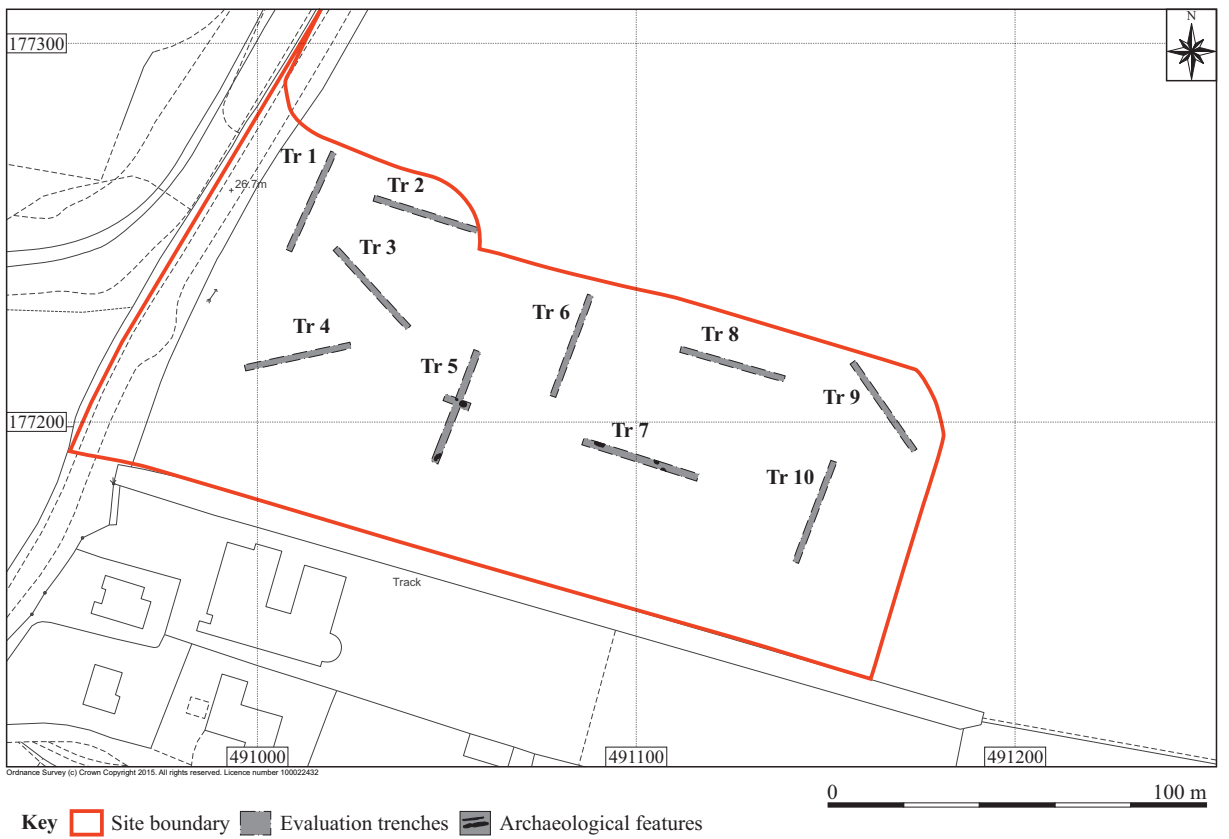 N
177300
Tr 1
26.7m
Tr 2
Tr 3
Tr 4
Tr 6
Tr 8
Tr 5
Tr 9
177200
Tr 7
Tr 10
Track
491000
491100
491200
Ordnance Survey (c) Crown Copyright 2015. All rights reserved. Licence number 100022432
0 100 m
Key Site boundary Evaluation trenches Archaeological features